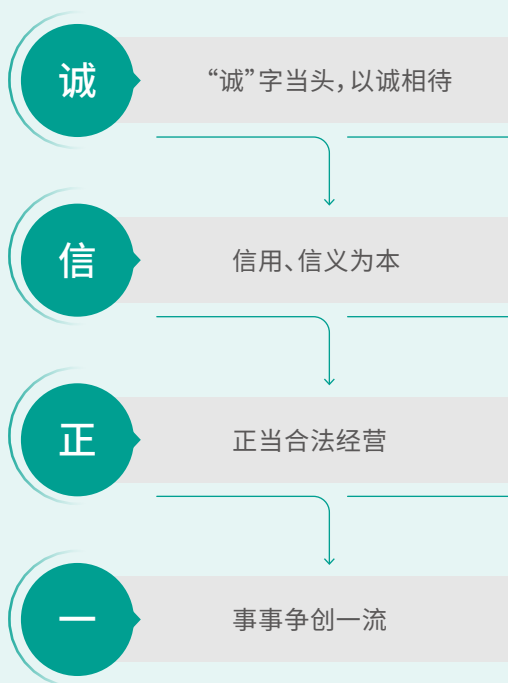 诚
“诚”字当头，以诚相待
信
信用、信义为本
正
正当合法经营
一
事事争创一流